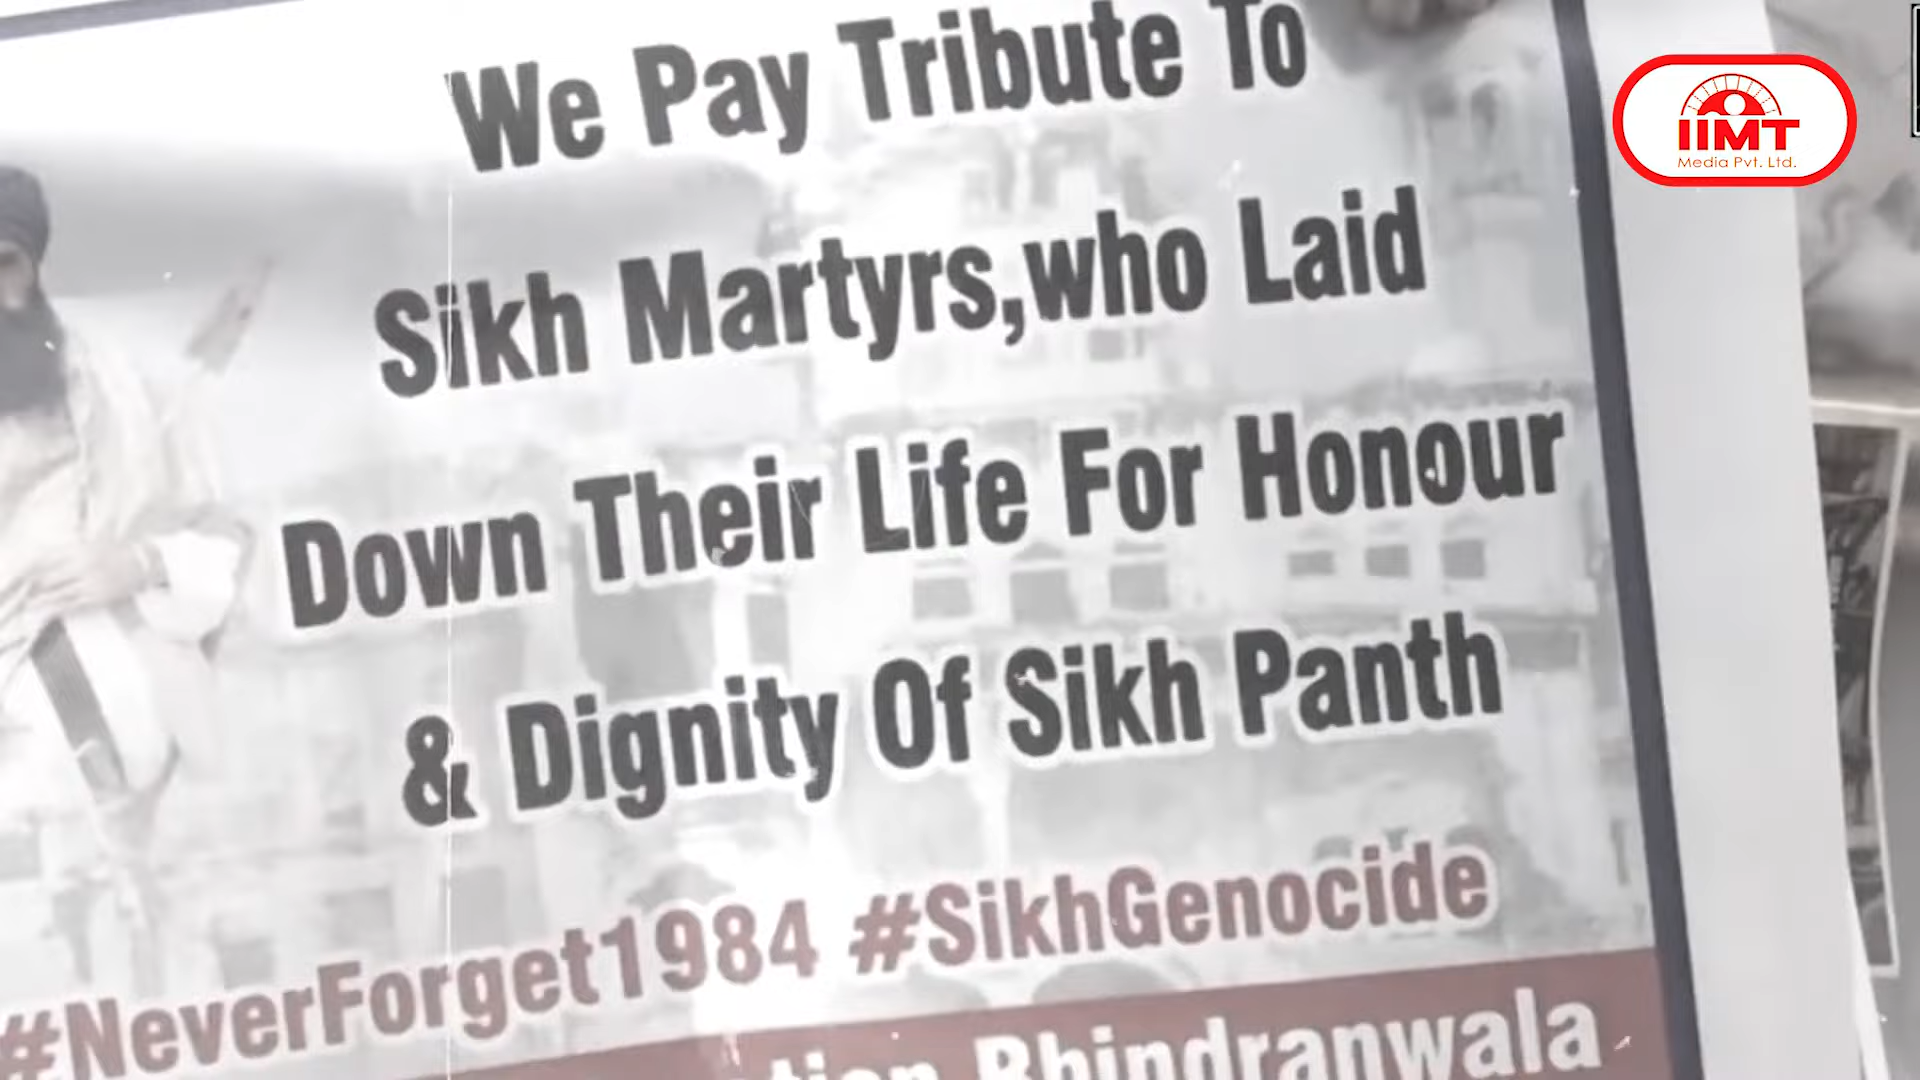 We Pay Tribute To
Sikh Martyrs,who Laid
Down Their Life For Honour
& Dignity Of Sikh Panth
#NeverForget1984 #SikhGenocide
Bhindranwala
IIMT
Media Pvt. Ltd.